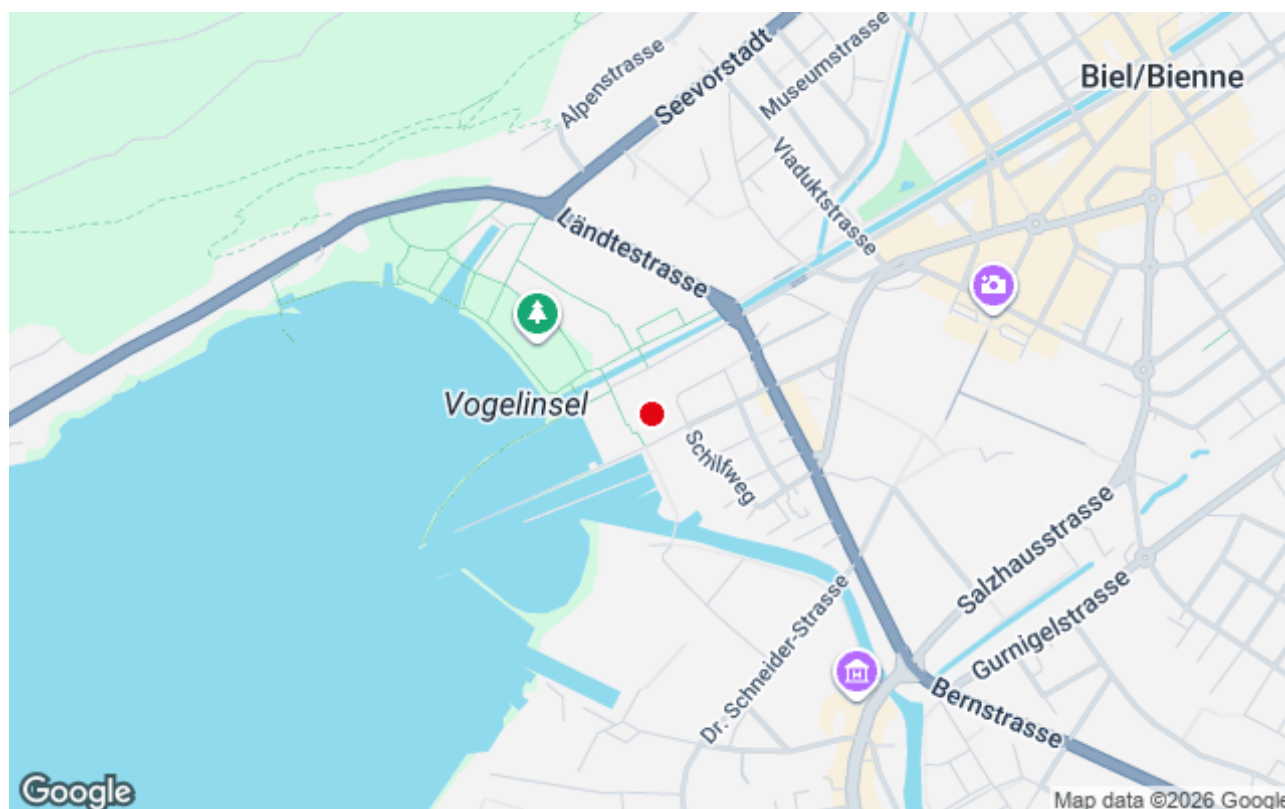 Biel/Bienne
Alpenstrasse
Seevorstadt
Museumstrasse
Viaduktstrasse
Ländtestrasse
Vogelinsel
Schilfweg
Salzhausstrasse
Gurnigelstrasse
Dr. Schneider-Strasse
Bernstrasse
H
Google
Map data ©2026 Google